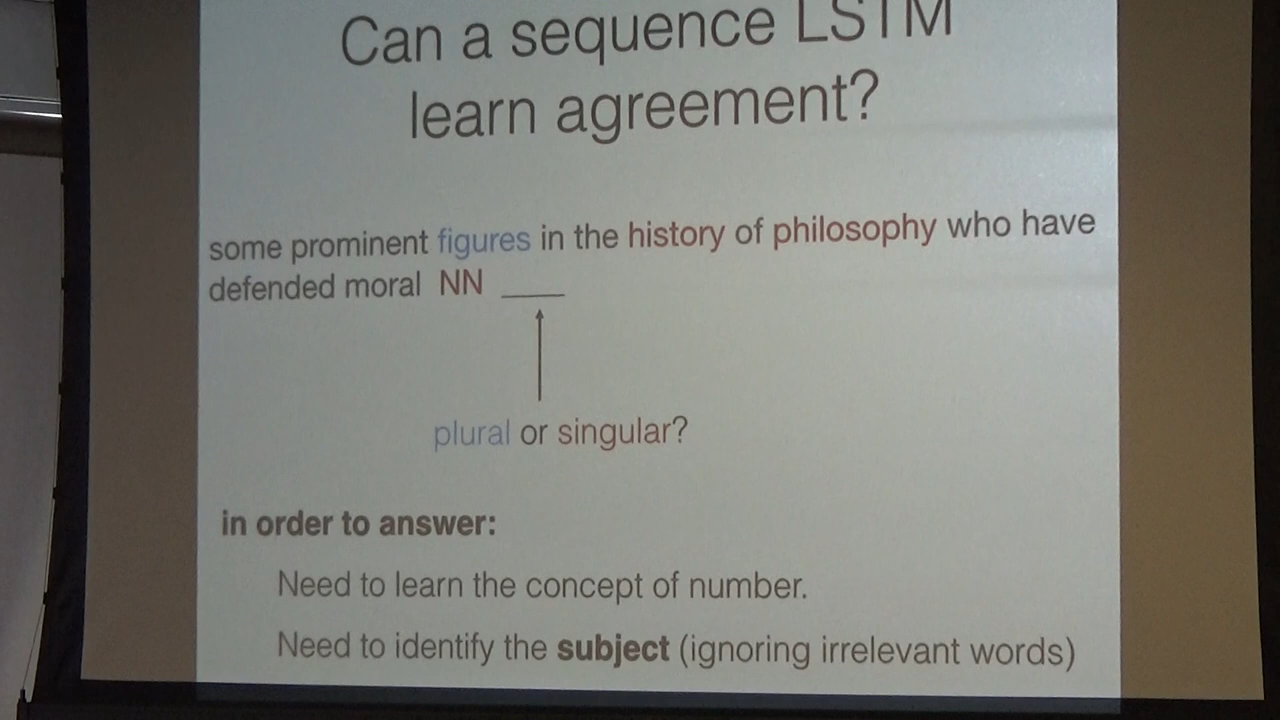 Can a sequence LSTM
learn agreement?
some prominent figures in the history of philosophy who have
defended moral NN ____
plural or singular?
in order to answer:
Need to learn the concept of number.
Need to identify the subject (ignoring irrelevant words)